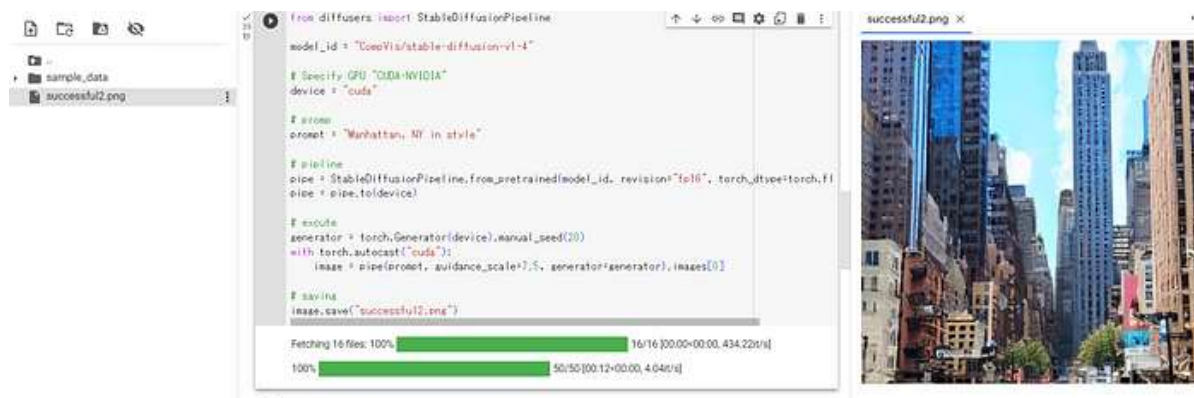 ..
sample_data
successful2.png
from diffusers import StableDiffusionPipeline
model_id = "CompVis/stable-diffusion-v1-4"
# Specify GPU "CUDA-NVIDIA"
device = "cuda"
# promp
prompt = "Manhattan, NY in style"
# pipline
pipe = StableDiffusionPipeline.from_pretrained(model_id, revision="fp16", torch_dtype=torch.fl
pipe = pipe.to(device)
# excute
generator = torch.Generator(device).manual_seed(20)
with torch.autocast("cuda"):
image = pipe(prompt, guidance_scale=7.5, generator=generator).images[0]
# saving
image.save("successful2.png")
Fetching 16 files: 100% 16/16 [00:00<00:00, 434.22it/s]
100% 50/50 [00:12<00:00, 4.04it/s]
successful2.png ×